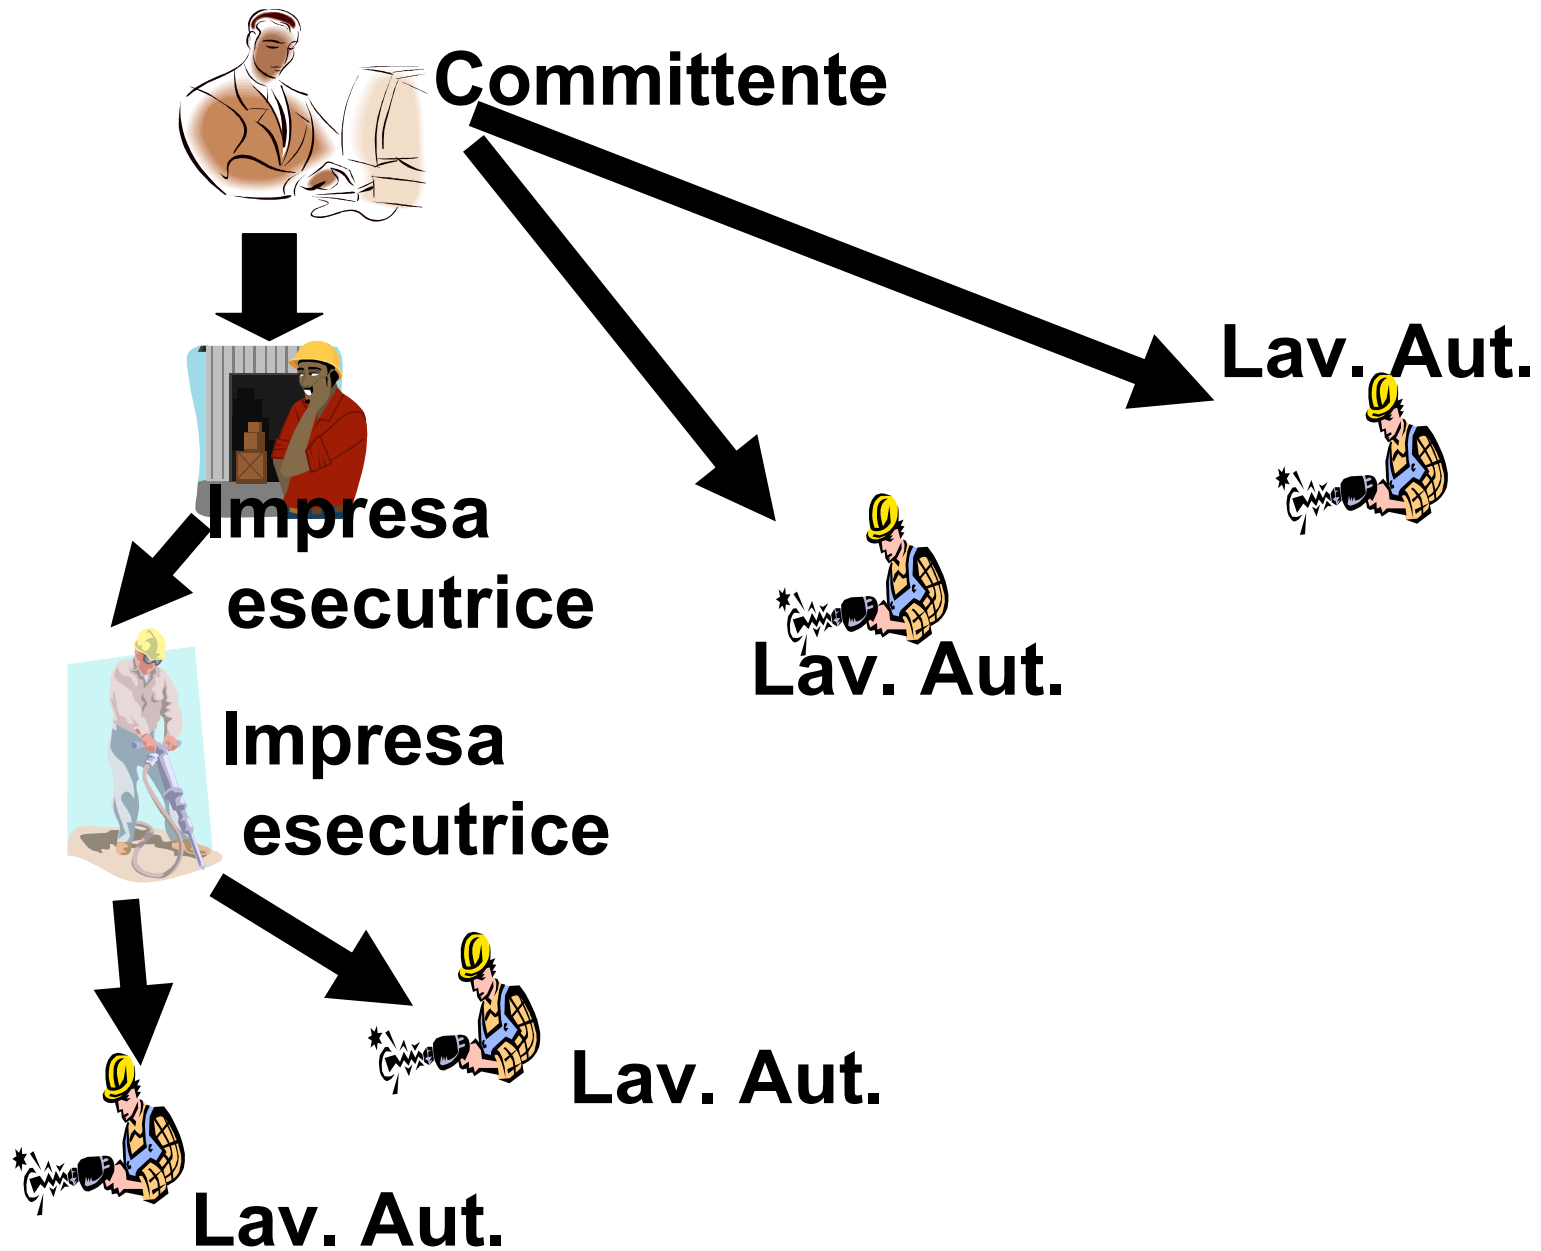 Committente
Lav. Aut.
Impresa
esecutrice
Lav. Aut.
Impresa
esecutrice
Lav. Aut.
Lav. Aut.